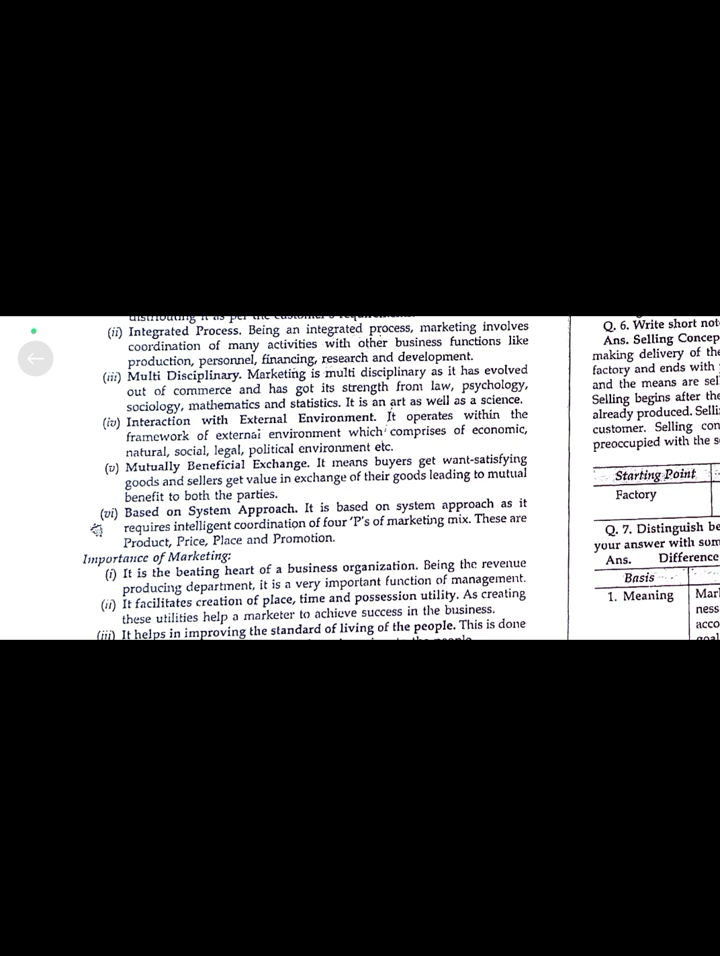 (ii) Integrated Process. Being an integrated process, marketing involves
coordination of many activities with other business functions like
production, personnel, financing, research and development.
(iii) Multi Disciplinary. Marketing is multi disciplinary as it has evolved
out of commerce and has got its strength from law, psychology,
sociology, mathematics and statistics. It is an art as well as a science.
(iv) Interaction with External Environment. It operates within the
framework of external environment which comprises of economic,
natural, social, legal, political environment etc.
(v) Mutually Beneficial Exchange. It means buyers get want-satisfying
goods and sellers get value in exchange of their goods leading to mutual
benefit to both the parties.
(vi) Based on System Approach. It is based on system approach as it
requires intelligent coordination of four 'P's of marketing mix. These are
Product, Price, Place and Promotion.
Importance of Marketing:
(i) It is the beating heart of a business organization. Being the revenue
producing department, it is a very important function of management.
(ii) It facilitates creation of place, time and possession utility. As creating
these utilities help a marketer to achieve success in the business.
(iii) It helps in improving the standard of living of the people. This is done
Q. 6. Write short not
Ans. Selling Concep
making delivery of the
factory and ends with
and the means are sel
Selling begins after the
already produced. Selli
customer. Selling con
preoccupied with the s
Starting Point
Factory
Q. 7. Distinguish be
your answer with som
Ans. Difference
Basis
1. Meaning Mar
ness
acco